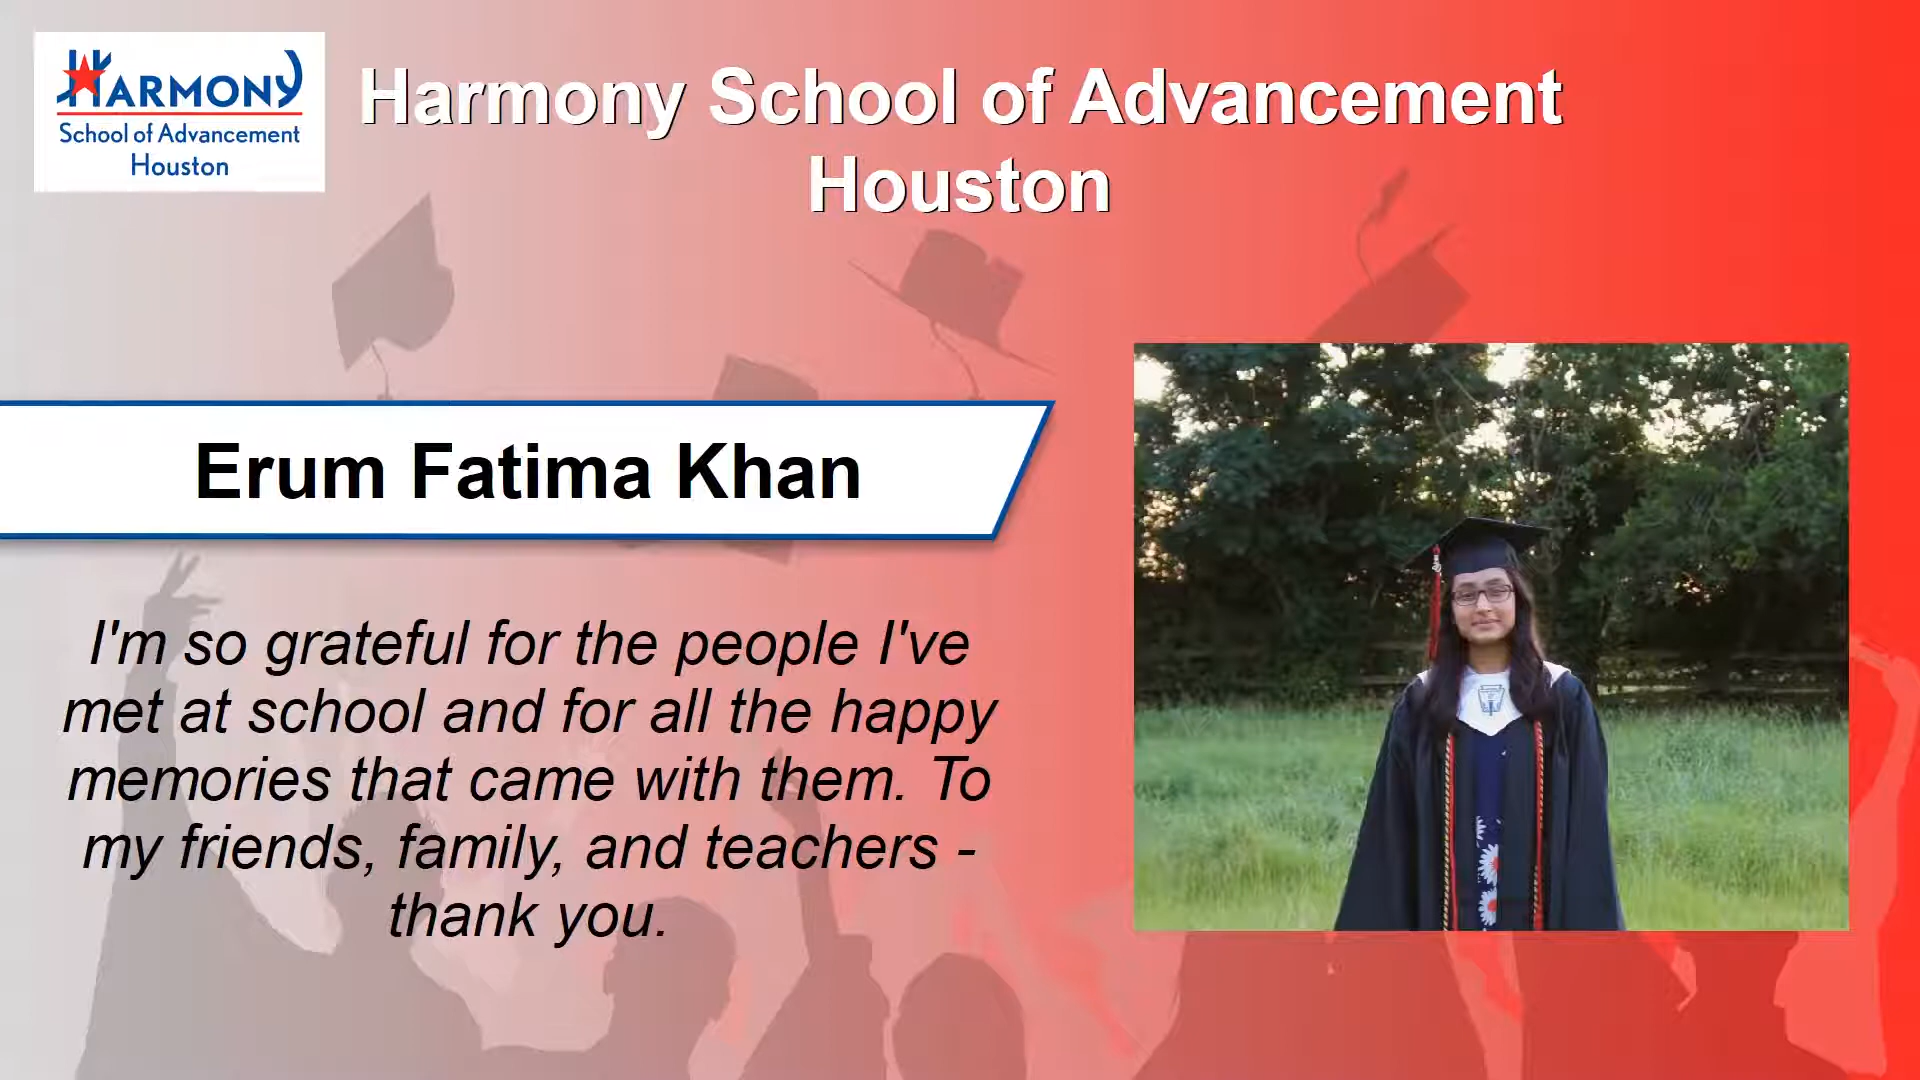 HARMONY
School of Advancement
Houston
Harmony School of Advancement
Houston
Erum Fatima Khan
I'm so grateful for the people I've
met at school and for all the happy
memories that came with them. To
my friends, family, and teachers -
thank you.